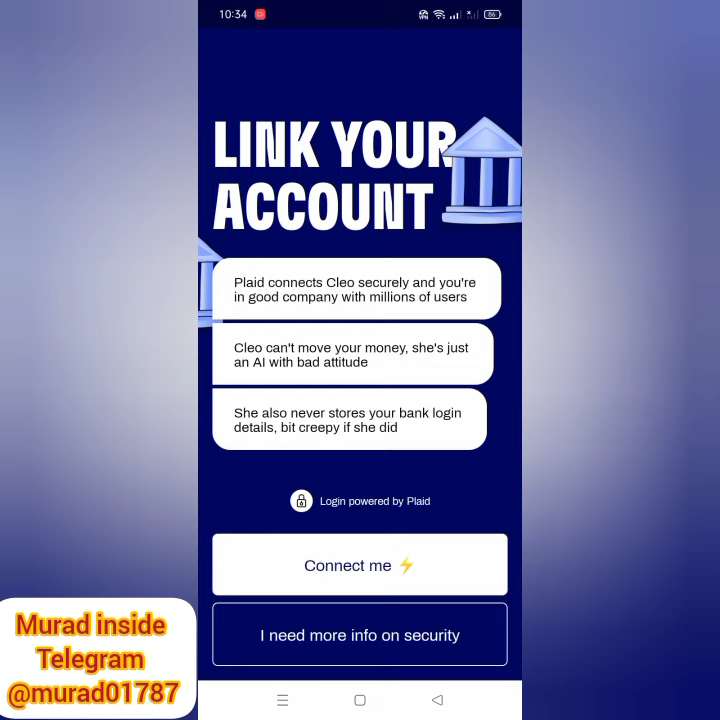 10:34
86
LINK YOUR
ACCOUNT
Plaid connects Cleo securely and you're
in good company with millions of users
Cleo can't move your money, she's just
an AI with bad attitude
She also never stores your bank login
details, bit creepy if she did
Login powered by Plaid
Connect me ⚡
I need more info on security
Murad inside
Telegram
@murad01787